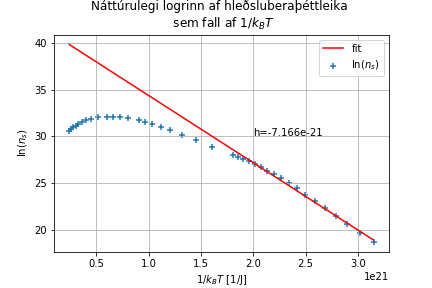 Náttúrulegi logrinn af hleðsluberaþéttleika
sem fall af 1/k_BT
fit
ln(n_s)
h=-7.166e-21
ln(n_s)
40
35
30
25
20
0.5 1.0 1.5 2.0 2.5 3.0
1e21
1/k_BT [1/J]